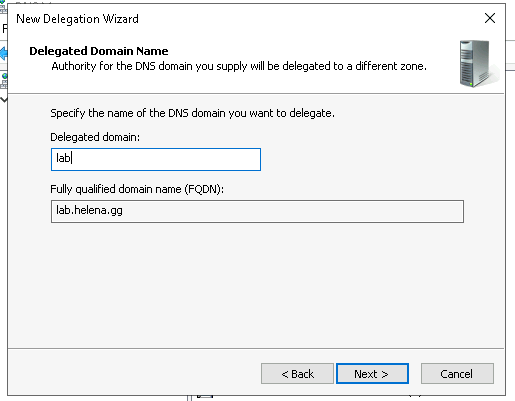 New Delegation Wizard
Delegated Domain Name
Authority for the DNS domain you supply will be delegated to a different zone.
Specify the name of the DNS domain you want to delegate.
Delegated domain:
lab
Fully qualified domain name (FQDN):
lab.helena.gg
< Back
Next >
Cancel